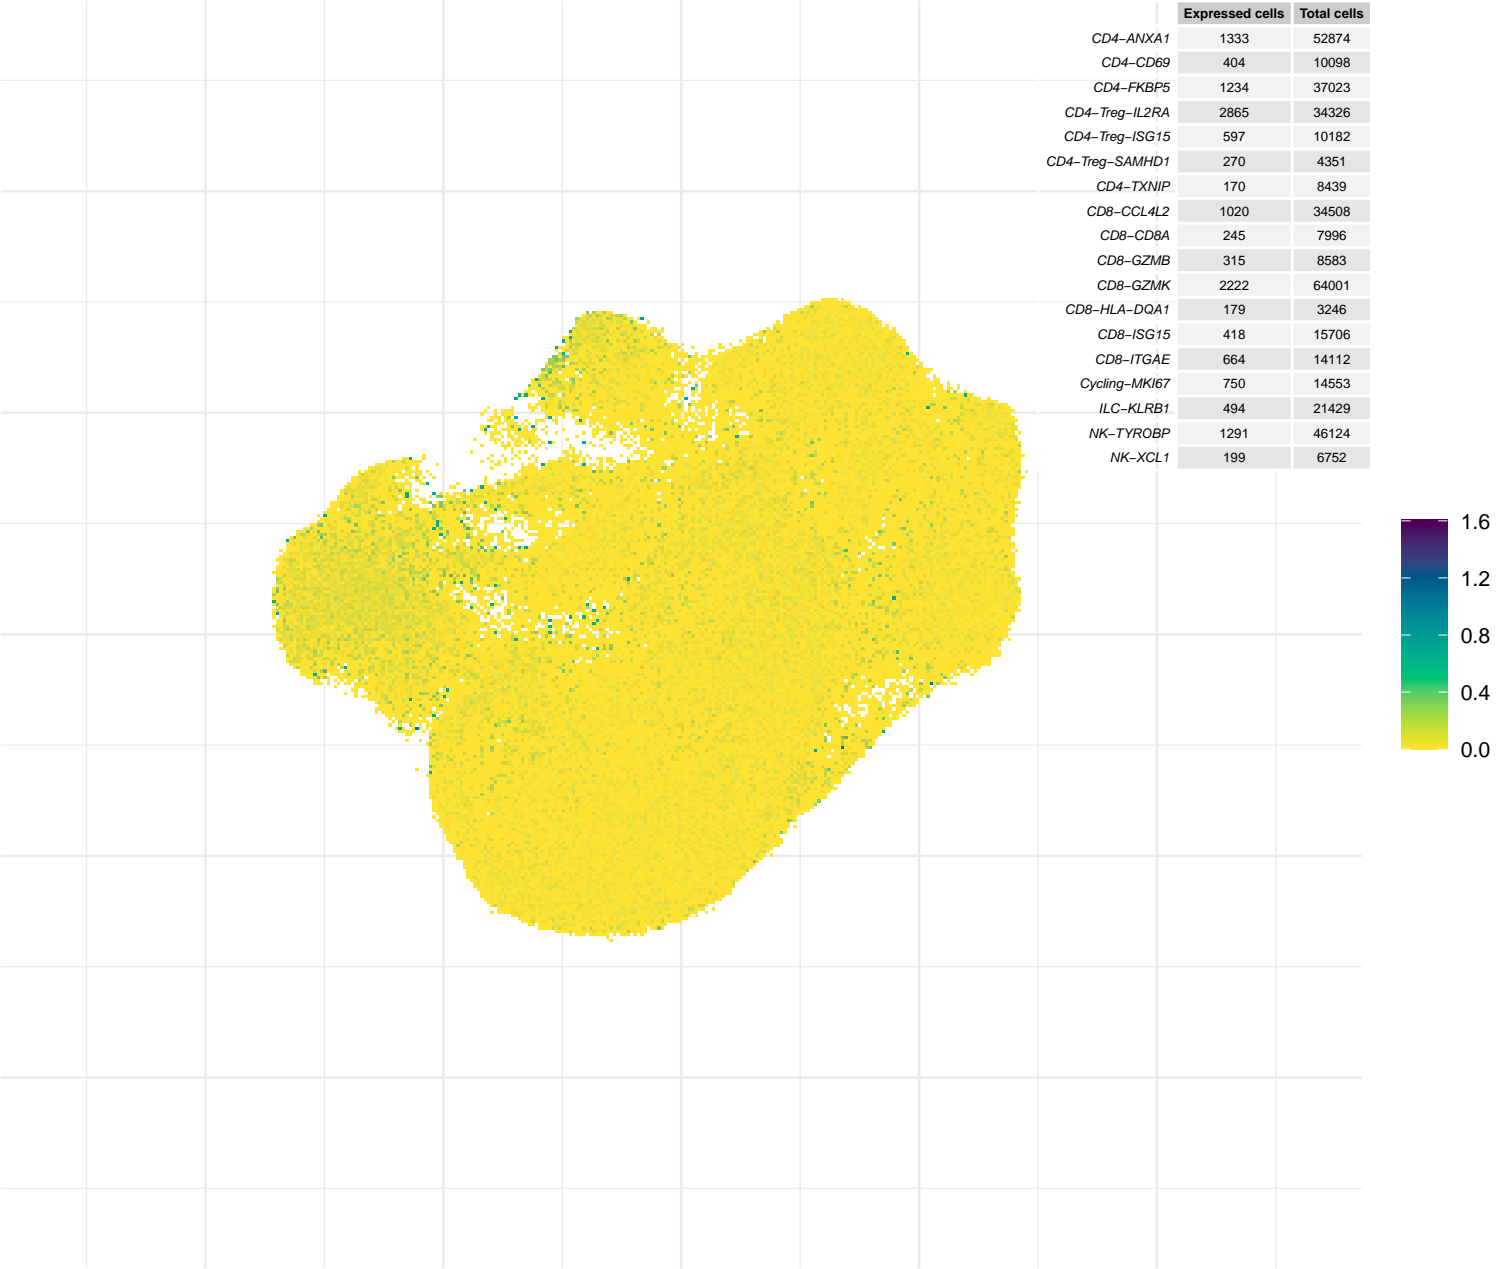 Expressed cells Total cells
CD4−ANXA1 1333 52874
CD4−CD69 404 10098
CD4−FKBP5 1234 37023
CD4−Treg−IL2RA 2865 34326
CD4−Treg−ISG15 597 10182
CD4−Treg−SAMHD1 270 4351
CD4−TXNIP 170 8439
CD8−CCL4L2 1020 34508
CD8−CD8A 245 7996
CD8−GZMB 315 8583
CD8−GZMK 2222 64001
CD8−HLA−DQA1 179 3246
CD8−ISG15 418 15706
CD8−ITGAE 664 14112
Cycling−MKI67 750 14553
ILC−KLRB1 494 21429
NK−TYROBP 1291 46124
NK−XCL1 199 6752
1.6
1.2
0.8
0.4
0.0